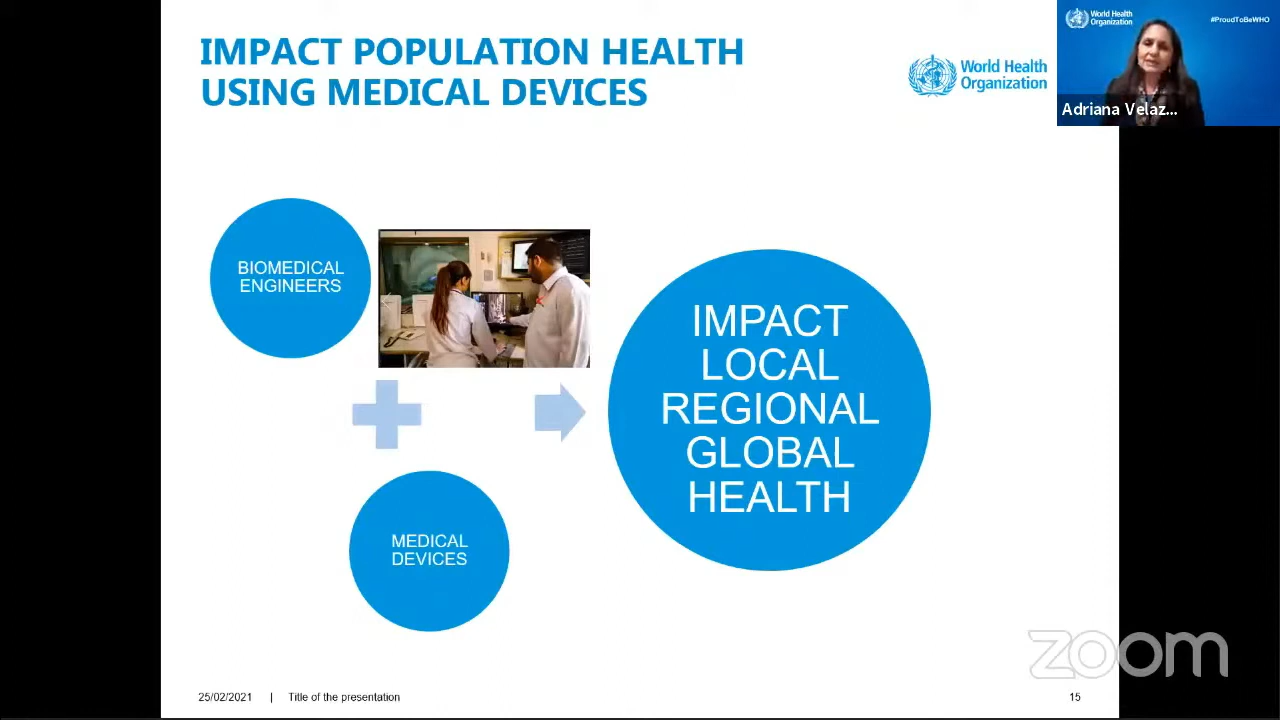 IMPACT POPULATION HEALTH
USING MEDICAL DEVICES
World Health
Organization
World Health
Organization
#ProudToBeWHO
Adriana Velaz...
BIOMEDICAL
ENGINEERS
IMPACT
LOCAL
REGIONAL
GLOBAL
HEALTH
MEDICAL
DEVICES
zoom
25/02/2021 | Title of the presentation
15